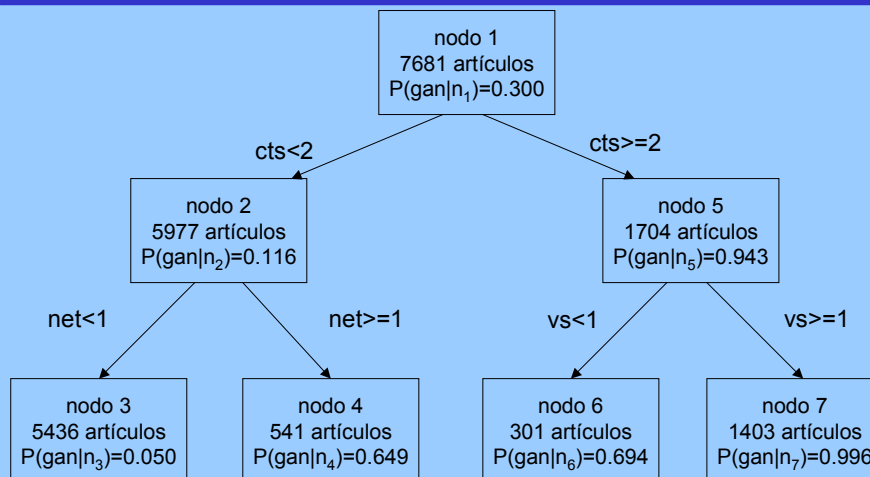 nodo 1
7681 artículos
P(gan|n₁)=0.300
cts<2
cts>=2
nodo 2
5977 artículos
P(gan|n₂)=0.116
nodo 5
1704 artículos
P(gan|n₅)=0.943
net<1
net>=1
vs<1
vs>=1
nodo 3
5436 artículos
P(gan|n₃)=0.050
nodo 4
541 artículos
P(gan|n₄)=0.649
nodo 6
301 artículos
P(gan|n₆)=0.694
nodo 7
1403 artículos
P(gan|n₇)=0.996